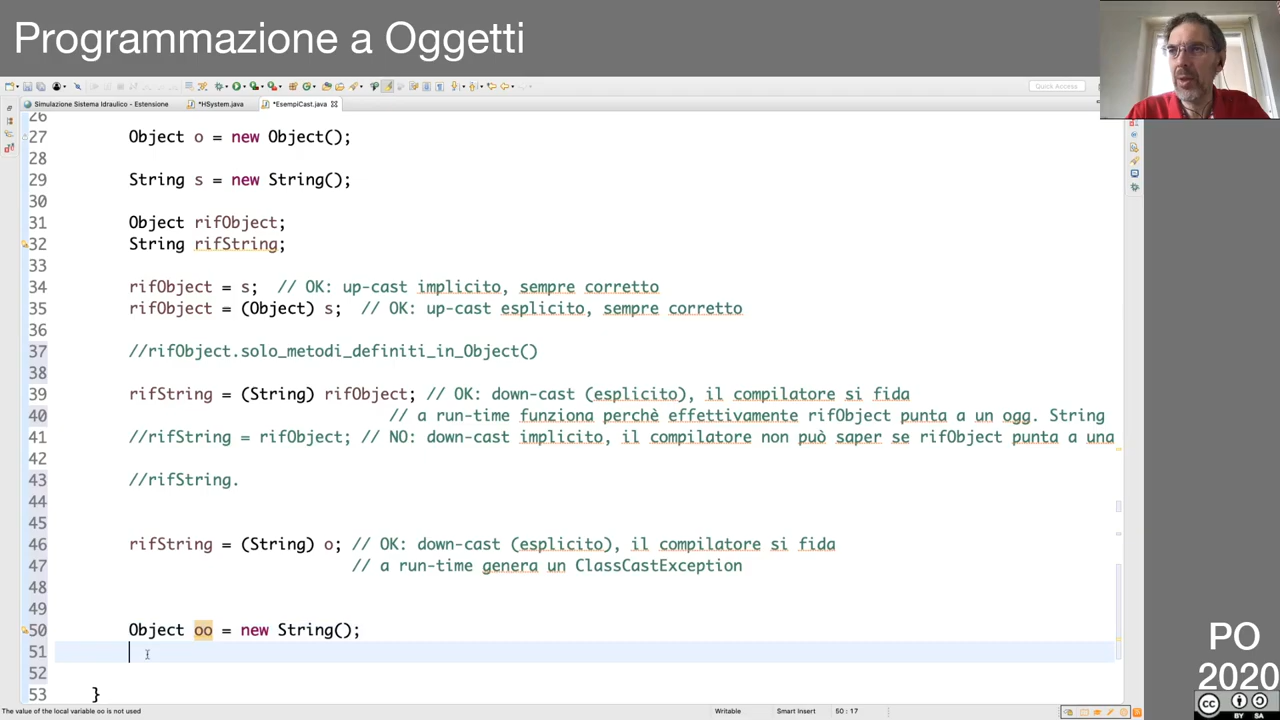 Programmazione a Oggetti
Quick Access
Simulazione Sistema Idraulico - Estensione
*HSystem.java
*EsempiCast.java
26
27 Object o = new Object();
28
29 String s = new String();
30
31 Object rifObject;
32 String rifString;
33
34 rifObject = s; // OK: up-cast implicito, sempre corretto
35 rifObject = (Object) s; // OK: up-cast esplicito, sempre corretto
36
37 //rifObject.solo_metodi_definiti_in_Object()
38
39 rifString = (String) rifObject; // OK: down-cast (esplicito), il compilatore si fida
40 // a run-time funziona perchè effettivamente rifObject punta a un ogg. String
41 //rifString = rifObject; // NO: down-cast implicito, il compilatore non può saper se rifObject punta a una
42
43 //rifString.
44
45
46 rifString = (String) o; // OK: down-cast (esplicito), il compilatore si fida
47 // a run-time genera un ClassCastException
48
49
50 Object oo = new String();
51
52
53 }
The value of the local variable oo is not used
Writable
Smart Insert
50 : 17
PO
2020
cc
BY SA